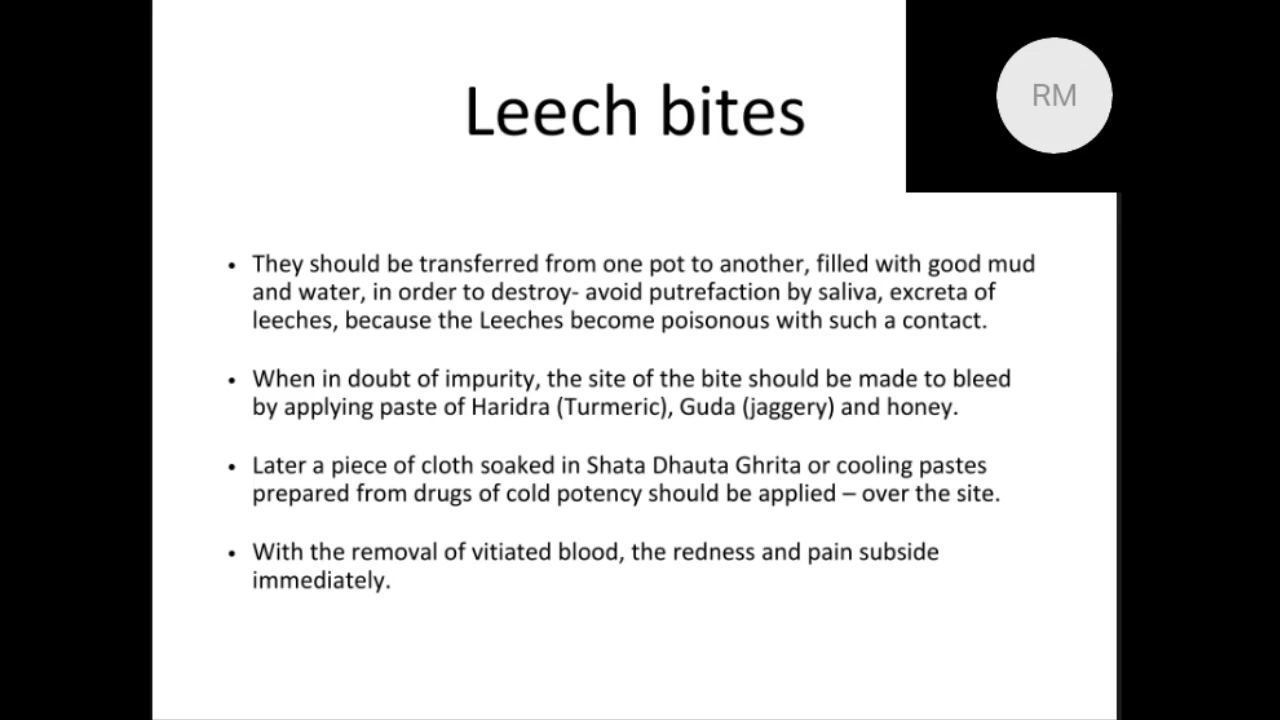 Leech bites
RM
• They should be transferred from one pot to another, filled with good mud
and water, in order to destroy- avoid putrefaction by saliva, excreta of
leeches, because the Leeches become poisonous with such a contact.
• When in doubt of impurity, the site of the bite should be made to bleed
by applying paste of Haridra (Turmeric), Guda (jaggery) and honey.
• Later a piece of cloth soaked in Shata Dhauta Ghrita or cooling pastes
prepared from drugs of cold potency should be applied – over the site.
• With the removal of vitiated blood, the redness and pain subside
immediately.